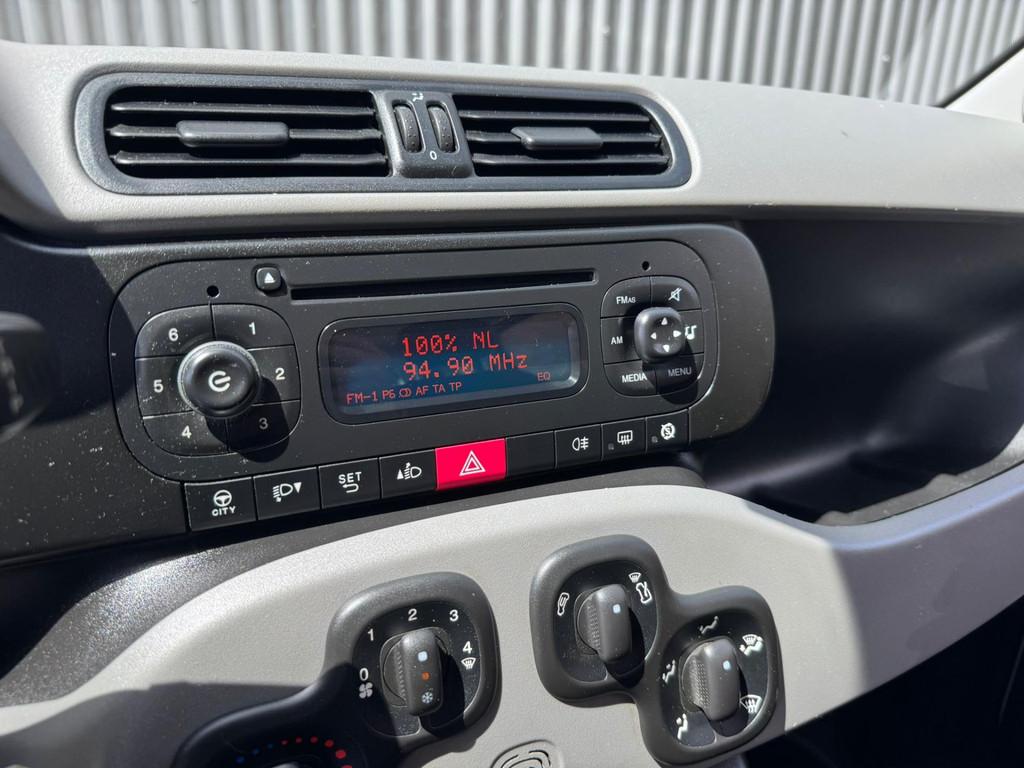 0
FMAS
6 1
100% NL
AM
5 2
94.90 MHz
MEDIA MENU
FM-1 P6 AF TA TP EQ
4 3
SET
CITY
1 2 3
4
0